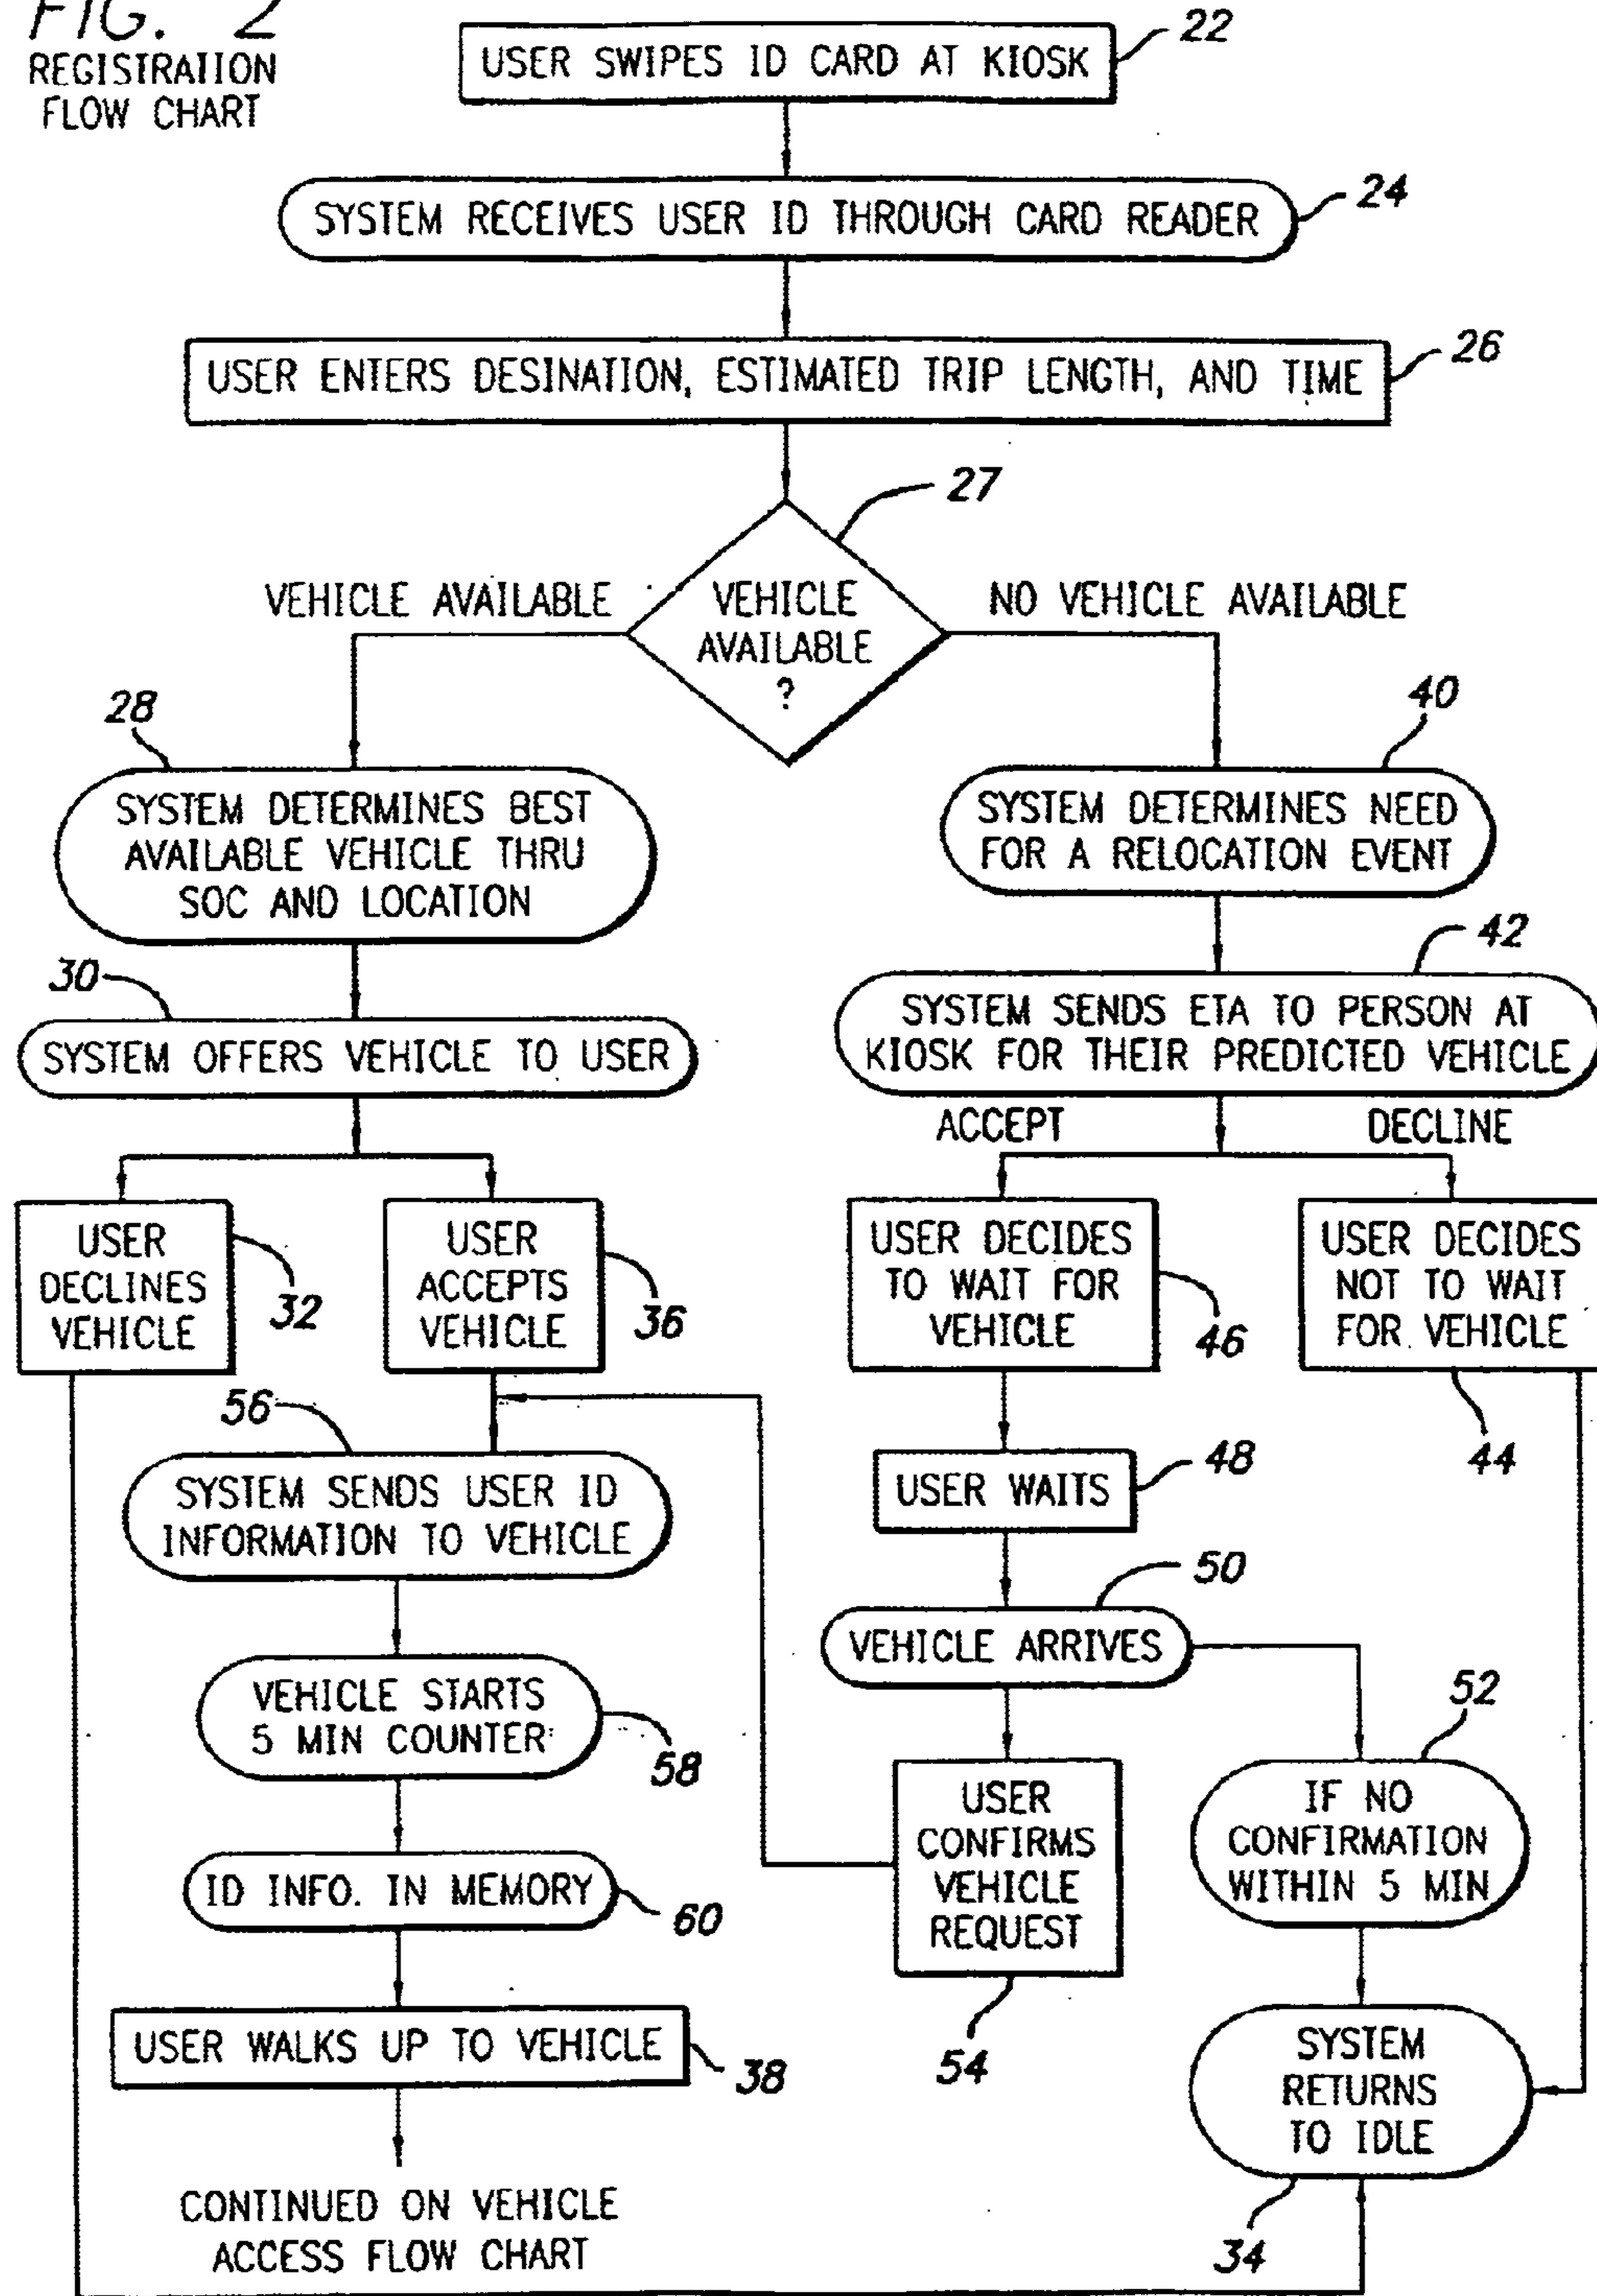 FIG. 2
REGISTRATION
FLOW CHART
USER SWIPES ID CARD AT KIOSK
22
SYSTEM RECEIVES USER ID THROUGH CARD READER
24
USER ENTERS DESINATION, ESTIMATED TRIP LENGTH, AND TIME
26
27
VEHICLE AVAILABLE
VEHICLE
AVAILABLE
?
NO VEHICLE AVAILABLE
28
SYSTEM DETERMINES BEST
AVAILABLE VEHICLE THRU
SOC AND LOCATION
40
SYSTEM DETERMINES NEED
FOR A RELOCATION EVENT
30
SYSTEM OFFERS VEHICLE TO USER
42
SYSTEM SENDS ETA TO PERSON AT
KIOSK FOR THEIR PREDICTED VEHICLE
ACCEPT
DECLINE
USER
DECLINES
VEHICLE
32
USER
ACCEPTS
VEHICLE
36
USER DECIDES
TO WAIT FOR
VEHICLE
46
USER DECIDES
NOT TO WAIT
FOR VEHICLE
44
56
SYSTEM SENDS USER ID
INFORMATION TO VEHICLE
USER WAITS
48
50
VEHICLE ARRIVES
VEHICLE STARTS
5 MIN COUNTER
58
52
IF NO
CONFIRMATION
WITHIN 5 MIN
USER
CONFIRMS
VEHICLE
REQUEST
54
ID INFO. IN MEMORY
60
USER WALKS UP TO VEHICLE
38
SYSTEM
RETURNS
TO IDLE
34
CONTINUED ON VEHICLE
ACCESS FLOW CHART